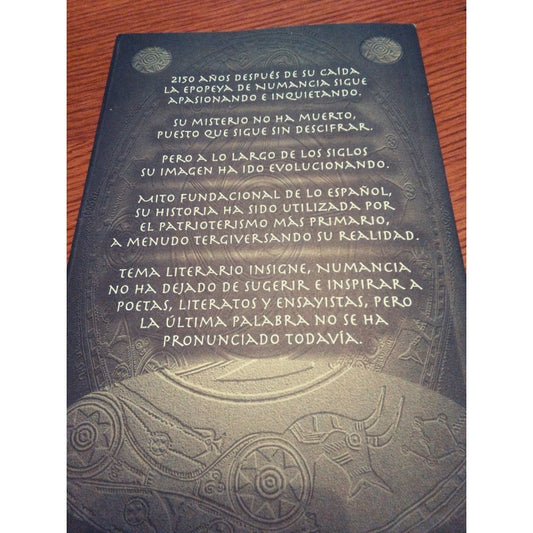 2150 AÑOS DESPUÉS DE SU CAÍDA
LA EPOPEYA DE NUMANCIA SIGUE
APASIONANDO E INQUIETANDO.
SU MISTERIO NO HA MUERTO,
PUESTO QUE SIGUE SIN DESCIFRAR.
PERO A LO LARGO DE LOS SIGLOS
SU IMAGEN HA IDO EVOLUCIONANDO.
MITO FUNDACIONAL DE LO ESPAÑOL,
SU HISTORIA HA SIDO UTILIZADA POR
EL PATRIOTERISMO MÁS PRIMARIO,
A MENUDO TERGIVERSANDO SU REALIDAD.
TEMA LITERARIO INSIGNE, NUMANCIA
NO HA DEJADO DE SUGERIR E INSPIRAR A
POETAS, LITERATOS Y ENSAYISTAS, PERO
LA ÚLTIMA PALABRA NO SE HA
PRONUNCIADO TODAVÍA.